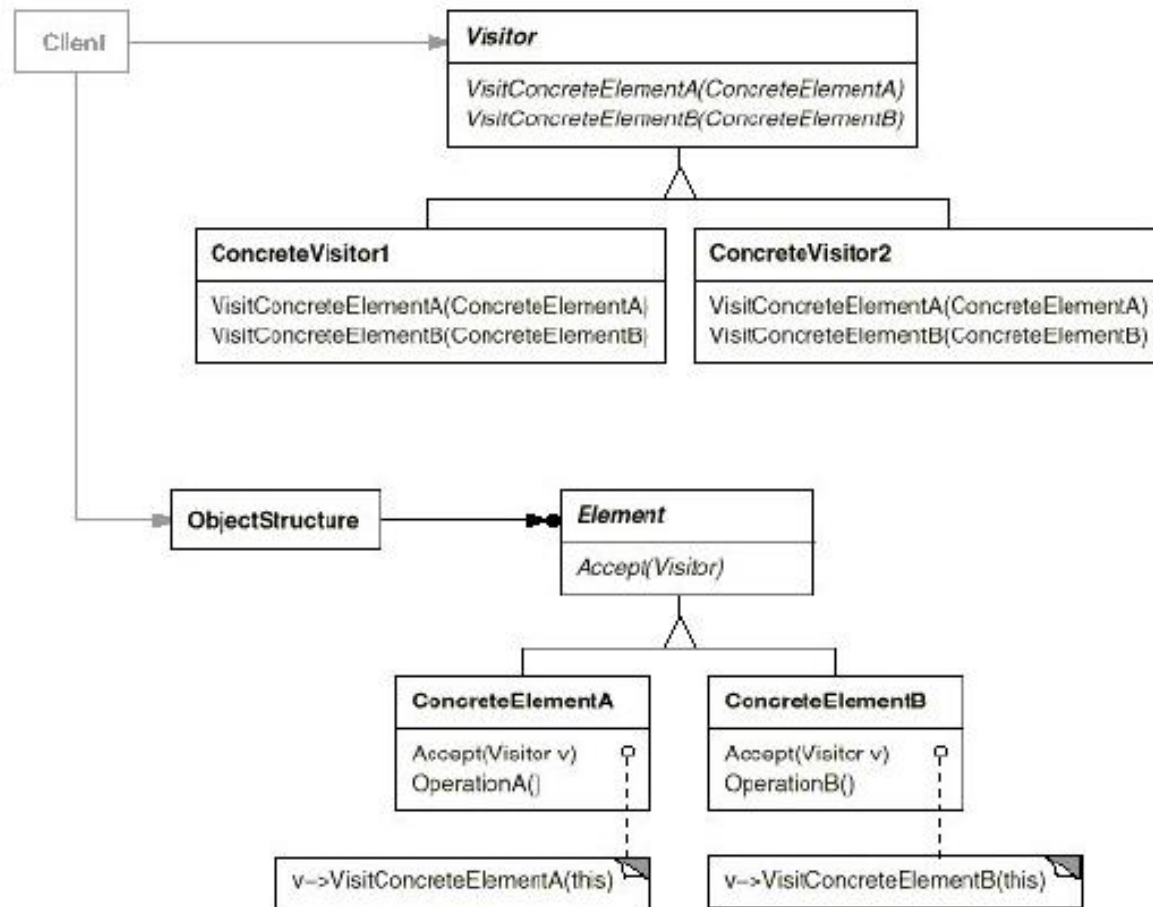 Client
Visitor
VisitConcreteElementA(ConcreteElementA)
VisitConcreteElementB(ConcreteElementB)
ConcreteVisitor1
VisitConcreteElementA(ConcreteElementA)
VisitConcreteElementB(ConcreteElementB)
ConcreteVisitor2
VisitConcreteElementA(ConcreteElementA)
VisitConcreteElementB(ConcreteElementB)
ObjectStructure
Element
Accept(Visitor)
ConcreteElementA
Accept(Visitor v)
OperationA()
ConcreteElementB
Accept(Visitor v)
OperationB()
v->VisitConcreteElementA(this)
v->VisitConcreteElementB(this)